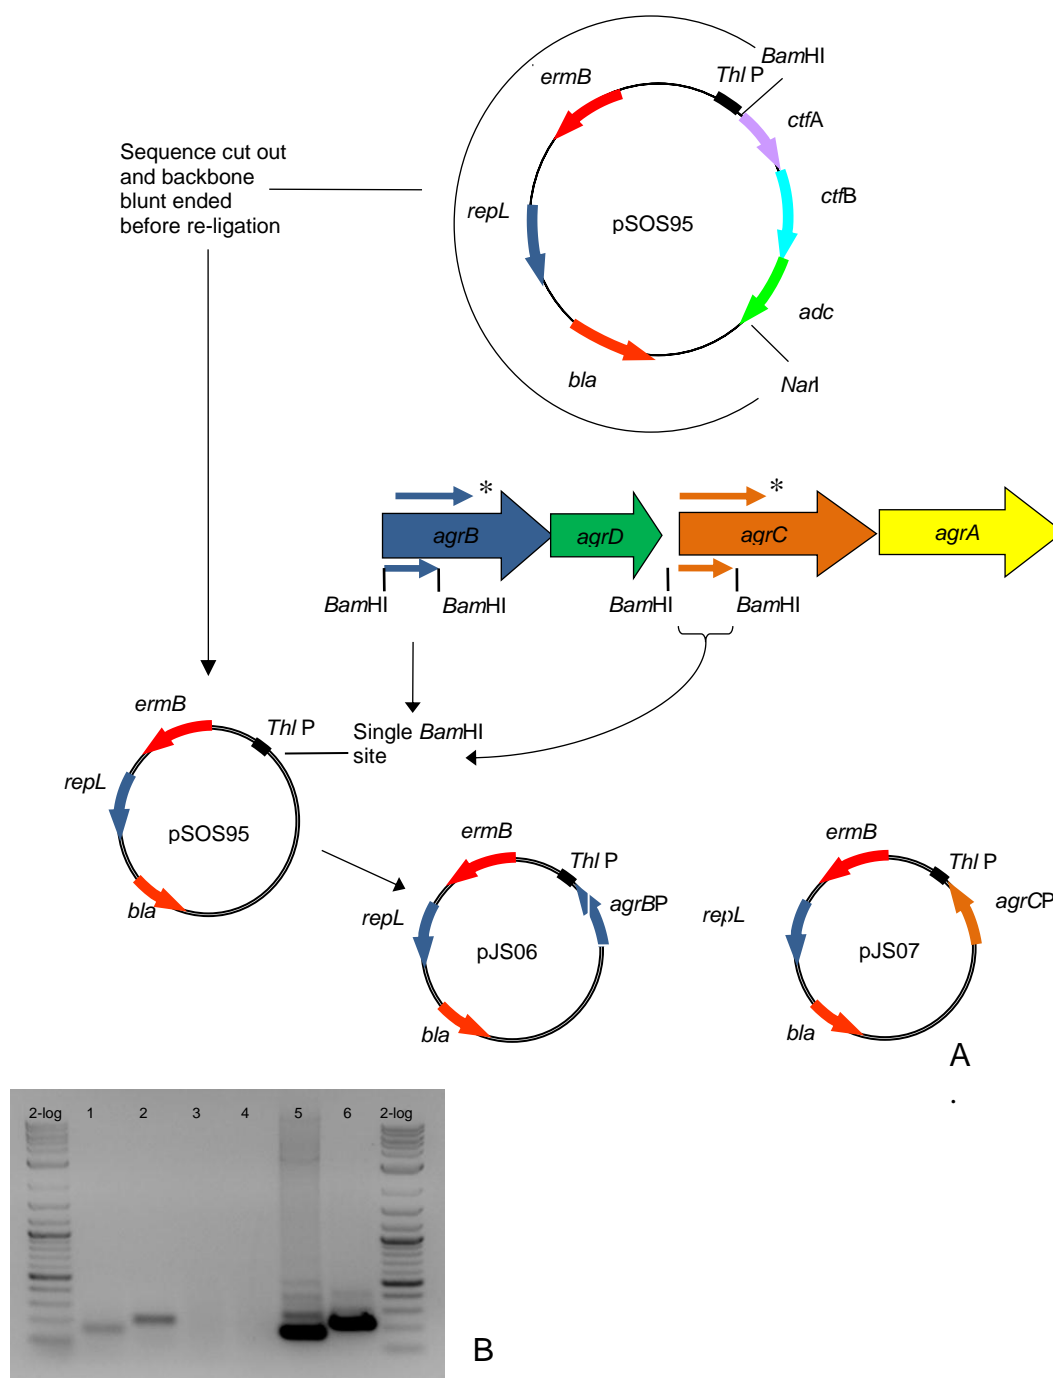 BamHI
Thl P
ermB
ctfA
Sequence cut out
and backbone
blunt ended
before re-ligation
ctfB
repL
pSOS95
adc
bla
NarI
*
*
agrB
agrD
agrC
agrA
BamHI
BamHI
BamHI
BamHI
ermB
Thl P
Single BamHI
site
repL
pSOS95
bla
ermB
Thl P
agrBP
repL
pJS06
bla
ermB
Thl P
agrCP
repL
pJS07
bla
A
.
2-log 1 2 3 4 5 6 2-log
B